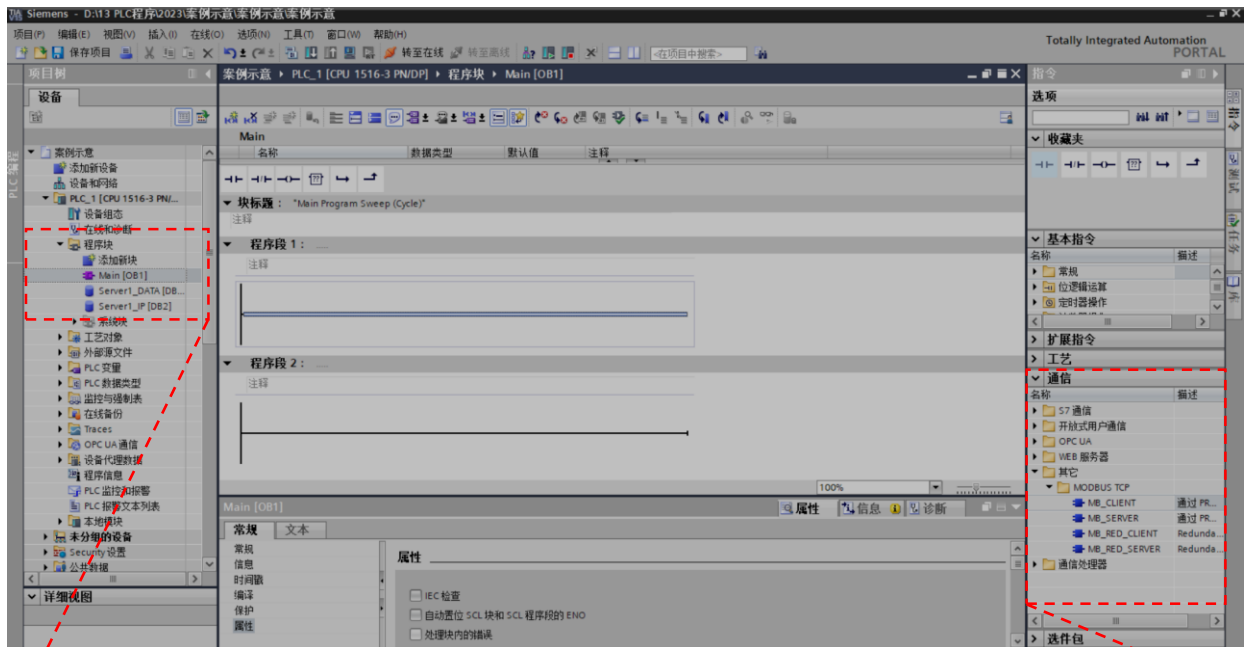 Siemens - D:\13 PLC程序\2023\案例示意\案例示意\案例示意
项目(P) 编辑(E) 视图(V) 插入(I) 在线(O) 选项(N) 工具(T) 窗口(W) 帮助(H)
Totally Integrated Automation
PORTAL
保存项目 转至在线 转至离线 <在项目中搜索>
项目树
设备
PLC 编程
案例示意
添加新设备
设备和网络
PLC_1 [CPU 1516-3 PN/...
设备组态
在线和诊断
程序块
添加新块
Main [OB1]
Server1_DATA [DB...
Server1_IP [DB2]
系统块
工艺对象
外部源文件
PLC 变量
PLC 数据类型
监控与强制表
在线备份
Traces
OPC UA 通信
设备代理数据
程序信息
PLC 监控和报警
PLC 报警文本列表
本地模块
未分组的设备
Security 设置
公共数据
详细视图
案例示意 PLC_1 [CPU 1516-3 PN/DP] 程序块 Main [OB1]
Main
名称 数据类型 默认值 注释
块标题： "Main Program Sweep (Cycle)"
注释
程序段 1： ....
注释
程序段 2： ....
注释
100%
Main [OB1]
属性 信息 诊断
常规 文本
常规
信息
时间戳
编译
保护
属性
属性
IEC 检查
自动置位 SCL 块和 SCL 程序段的 ENO
处理块内的错误
指令
选项
收藏夹
基本指令
名称 描述
常规
位逻辑运算
定时器操作
扩展指令
工艺
通信
名称 描述
S7 通信
开放式用户通信
OPC UA
WEB 服务器
其它
MODBUS TCP
MB_CLIENT 通过 PR...
MB_SERVER 通过 PR...
MB_RED_CLIENT Redunda...
MB_RED_SERVER Redunda...
通信处理器
选件包
指令
测试
任务
库